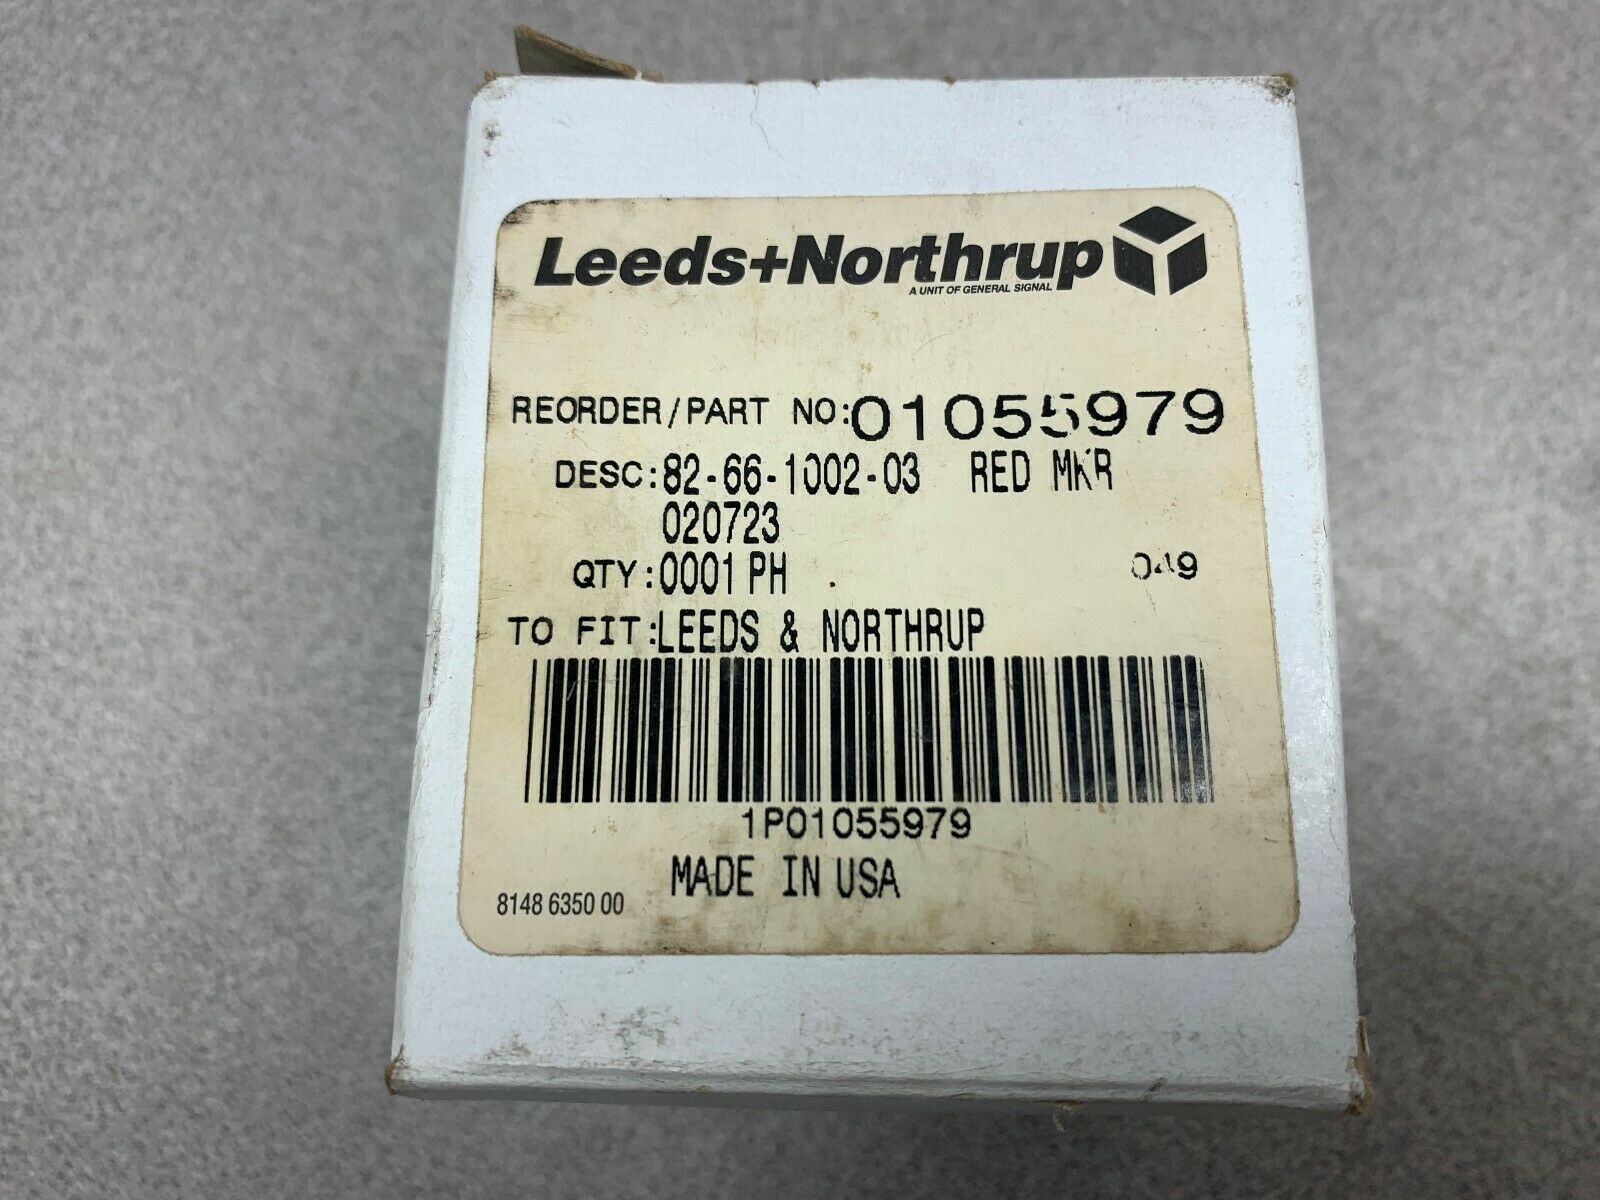 Leeds+Northrup
A UNIT OF GENERAL SIGNAL
REORDER/PART NO:01055979
DESC:82-66-1002-03 RED MKR
020723
QTY:0001 PH 049
TO FIT:LEEDS & NORTHRUP
1P01055979
MADE IN USA
8148 6350 00